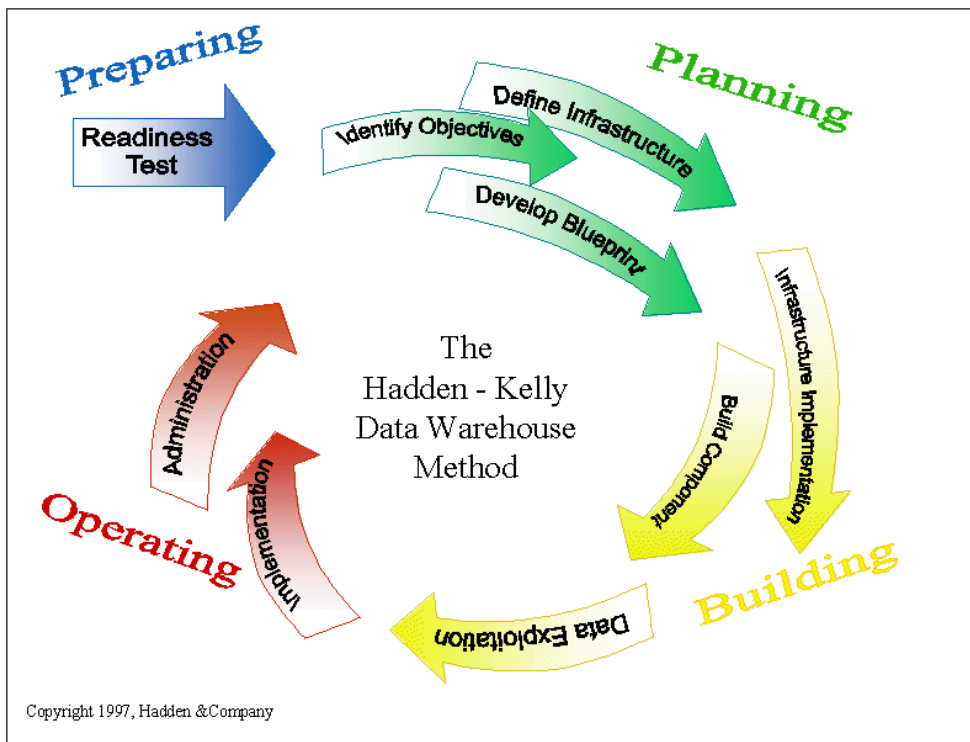 Preparing
Planning
Readiness
Test
Identify Objectives
Define Infrastructure
Develop Blueprint
Infrastructure Implementation
Build Component
Building
Data Exploitation
Implementation
Operating
Administration
The
Hadden - Kelly
Data Warehouse
Method
Copyright 1997, Hadden &Company